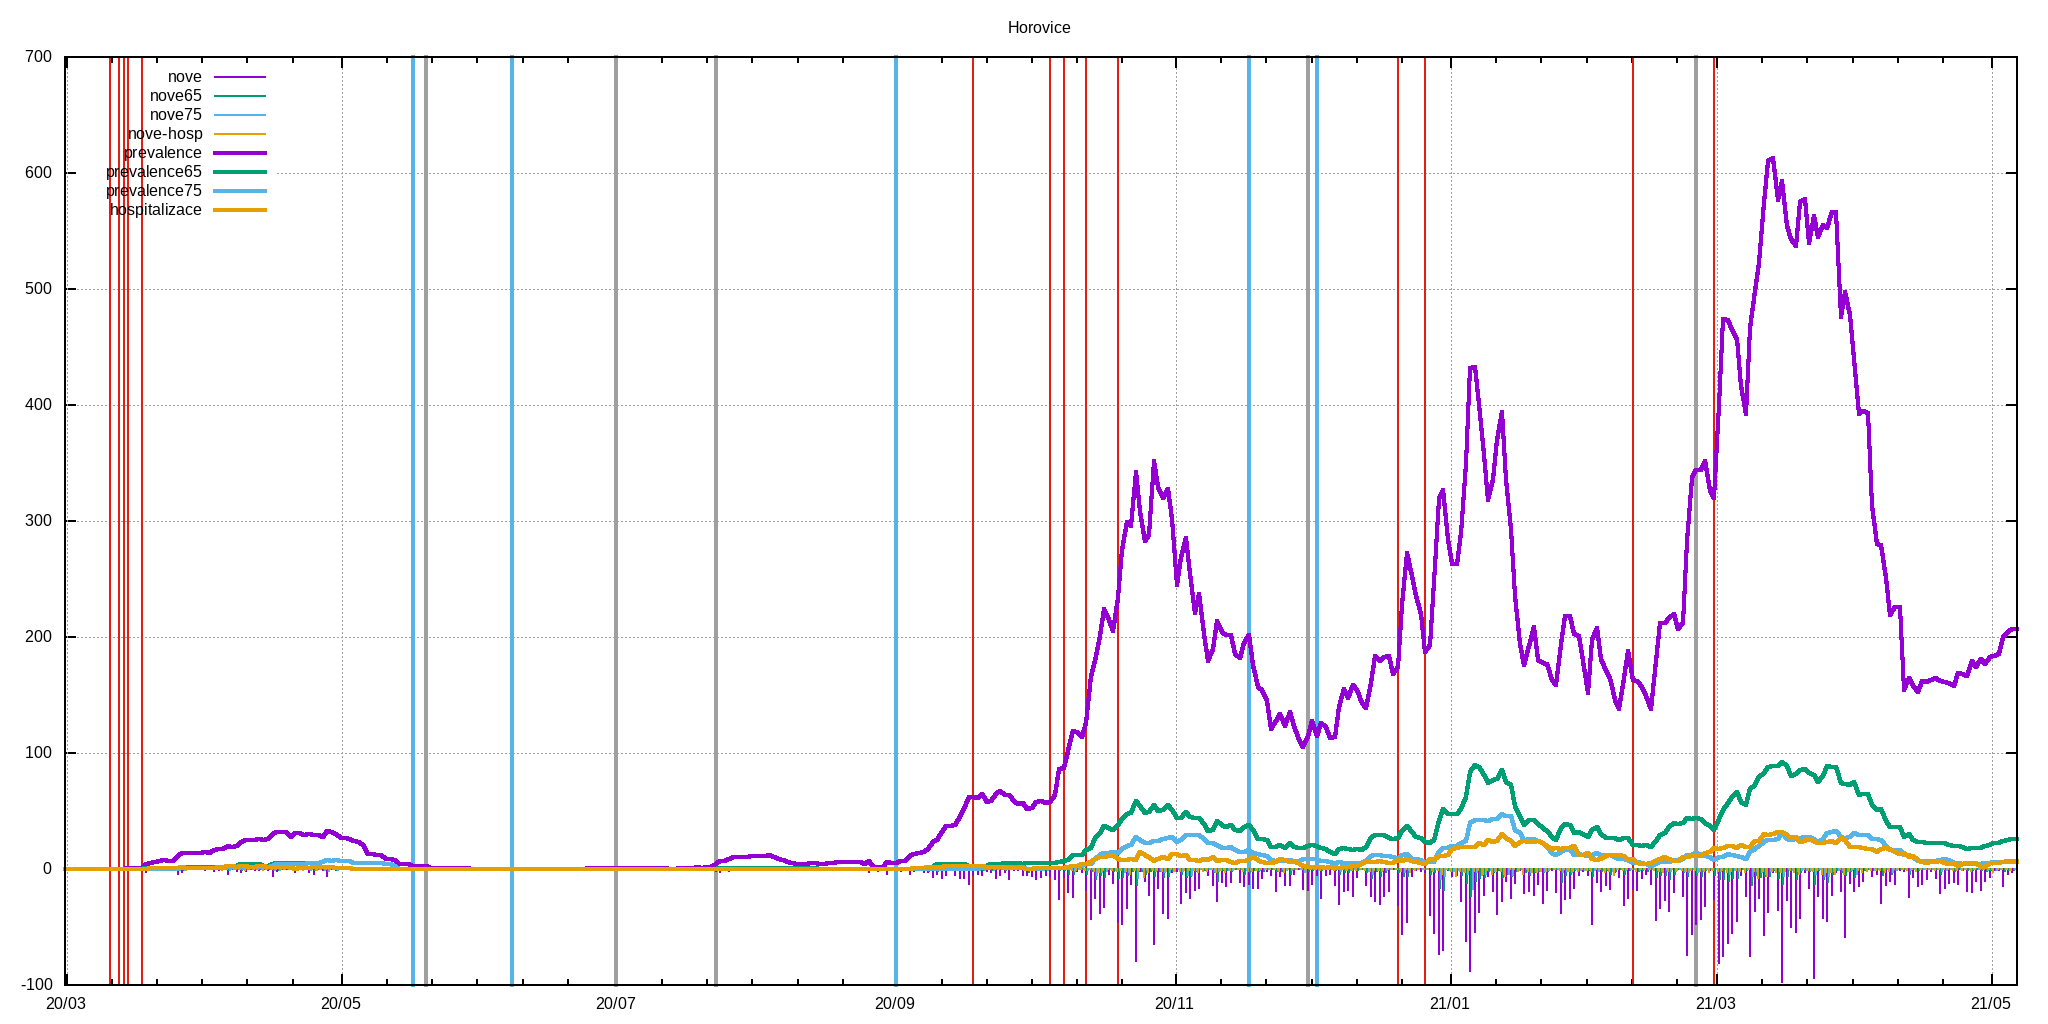 Horovice
700
600
500
400
300
200
100
0
-100
nove
nove65
nove75
nove-hosp
prevalence
prevalence65
prevalence75
hospitalizace
20/03 20/05 20/07 20/09 20/11 21/01 21/03 21/05